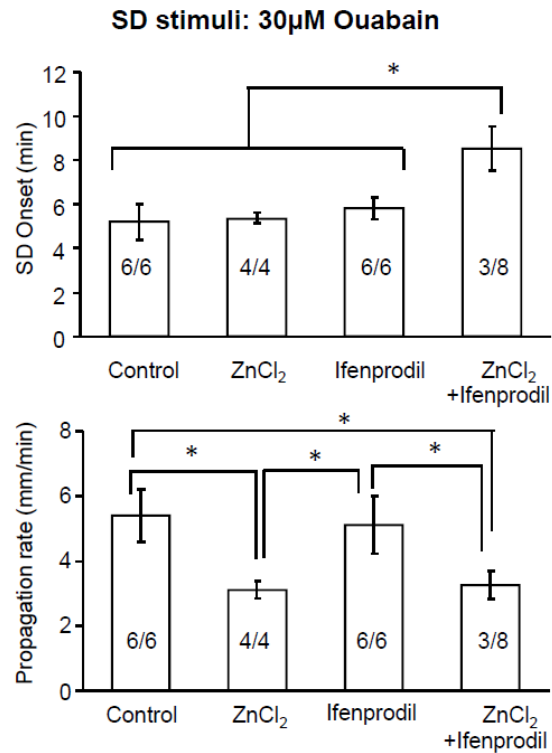 SD stimuli: 30µM Ouabain
*
12
10
8
6
4
2
0
SD Onset (min)
6/6
4/4
6/6
3/8
Control
ZnCl₂
Ifenprodil
ZnCl₂
+Ifenprodil
8
6
4
2
0
Propagation rate (mm/min)
*
*
*
*
6/6
4/4
6/6
3/8
Control
ZnCl₂
Ifenprodil
ZnCl₂
+Ifenprodil